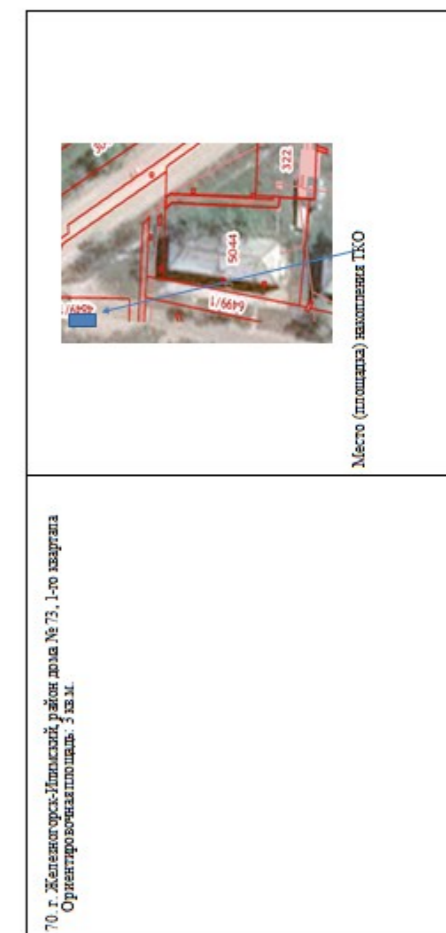 70. г. Железногорск-Илимский, район дома № 73, 1-го квартала
Ориентировочная площадь: 5 кв.м.
322
5044
6499/1
Место (площадка) накопления ТКО